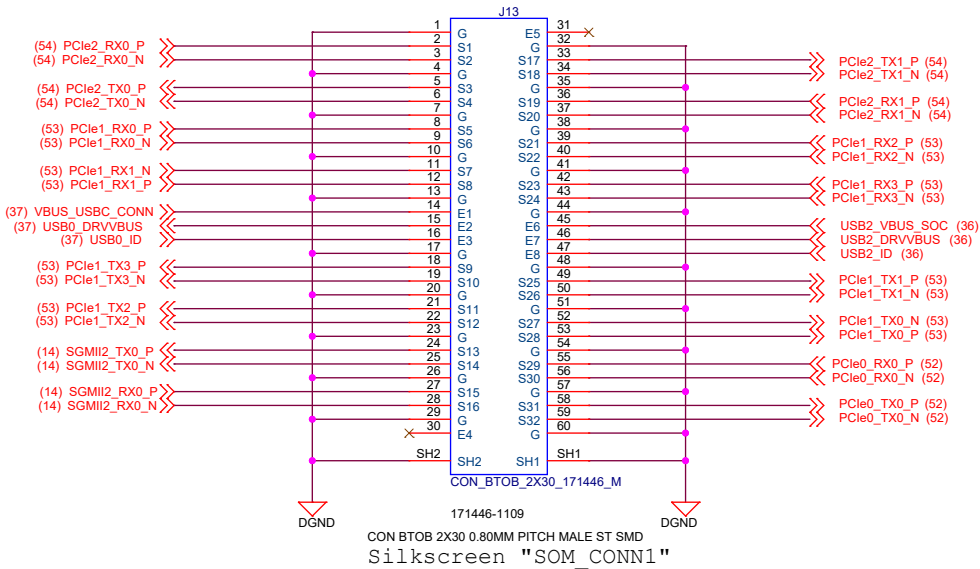 J13
1 G E5 31
(54) PCIe2_RX0_P 2 S1 G 32
(54) PCIe2_RX0_N 3 S2 S17 33 PCIe2_TX1_P (54)
4 G S18 34 PCIe2_TX1_N (54)
(54) PCIe2_TX0_P 5 S3 G 35
(54) PCIe2_TX0_N 6 S4 S19 36 PCIe2_RX1_P (54)
7 G S20 37 PCIe2_RX1_N (54)
(53) PCIe1_RX0_P 8 S5 G 38
(53) PCIe1_RX0_N 9 S6 S21 39 PCIe1_RX2_P (53)
10 G S22 40 PCIe1_RX2_N (53)
(53) PCIe1_RX1_N 11 S7 G 41
(53) PCIe1_RX1_P 12 S8 S23 42 PCIe1_RX3_P (53)
13 G S24 43 PCIe1_RX3_N (53)
(37) VBUS_USBC_CONN 14 E1 G 44
(37) USB0_DRVVBUS 15 E2 E6 45 USB2_VBUS_SOC (36)
(37) USB0_ID 16 E3 E7 46 USB2_DRVVBUS (36)
17 G E8 47 USB2_ID (36)
(53) PCIe1_TX3_P 18 S9 G 48
(53) PCIe1_TX3_N 19 S10 S25 49 PCIe1_TX1_P (53)
20 G S26 50 PCIe1_TX1_N (53)
(53) PCIe1_TX2_P 21 S11 G 51
(53) PCIe1_TX2_N 22 S12 S27 52 PCIe1_TX0_N (53)
23 G S28 53 PCIe1_TX0_P (53)
(14) SGMII2_TX0_P 24 S13 G 54
(14) SGMII2_TX0_N 25 S14 S29 55 PCIe0_RX0_P (52)
26 G S30 56 PCIe0_RX0_N (52)
(14) SGMII2_RX0_P 27 S15 G 57
(14) SGMII2_RX0_N 28 S16 S31 58 PCIe0_TX0_P (52)
29 G S32 59 PCIe0_TX0_N (52)
30 E4 G 60
SH2 SH2 SH1 SH1
CON_BTOB_2X30_171446_M
171446-1109
DGND DGND
CON BTOB 2X30 0.80MM PITCH MALE ST SMD
Silkscreen "SOM_CONN1"